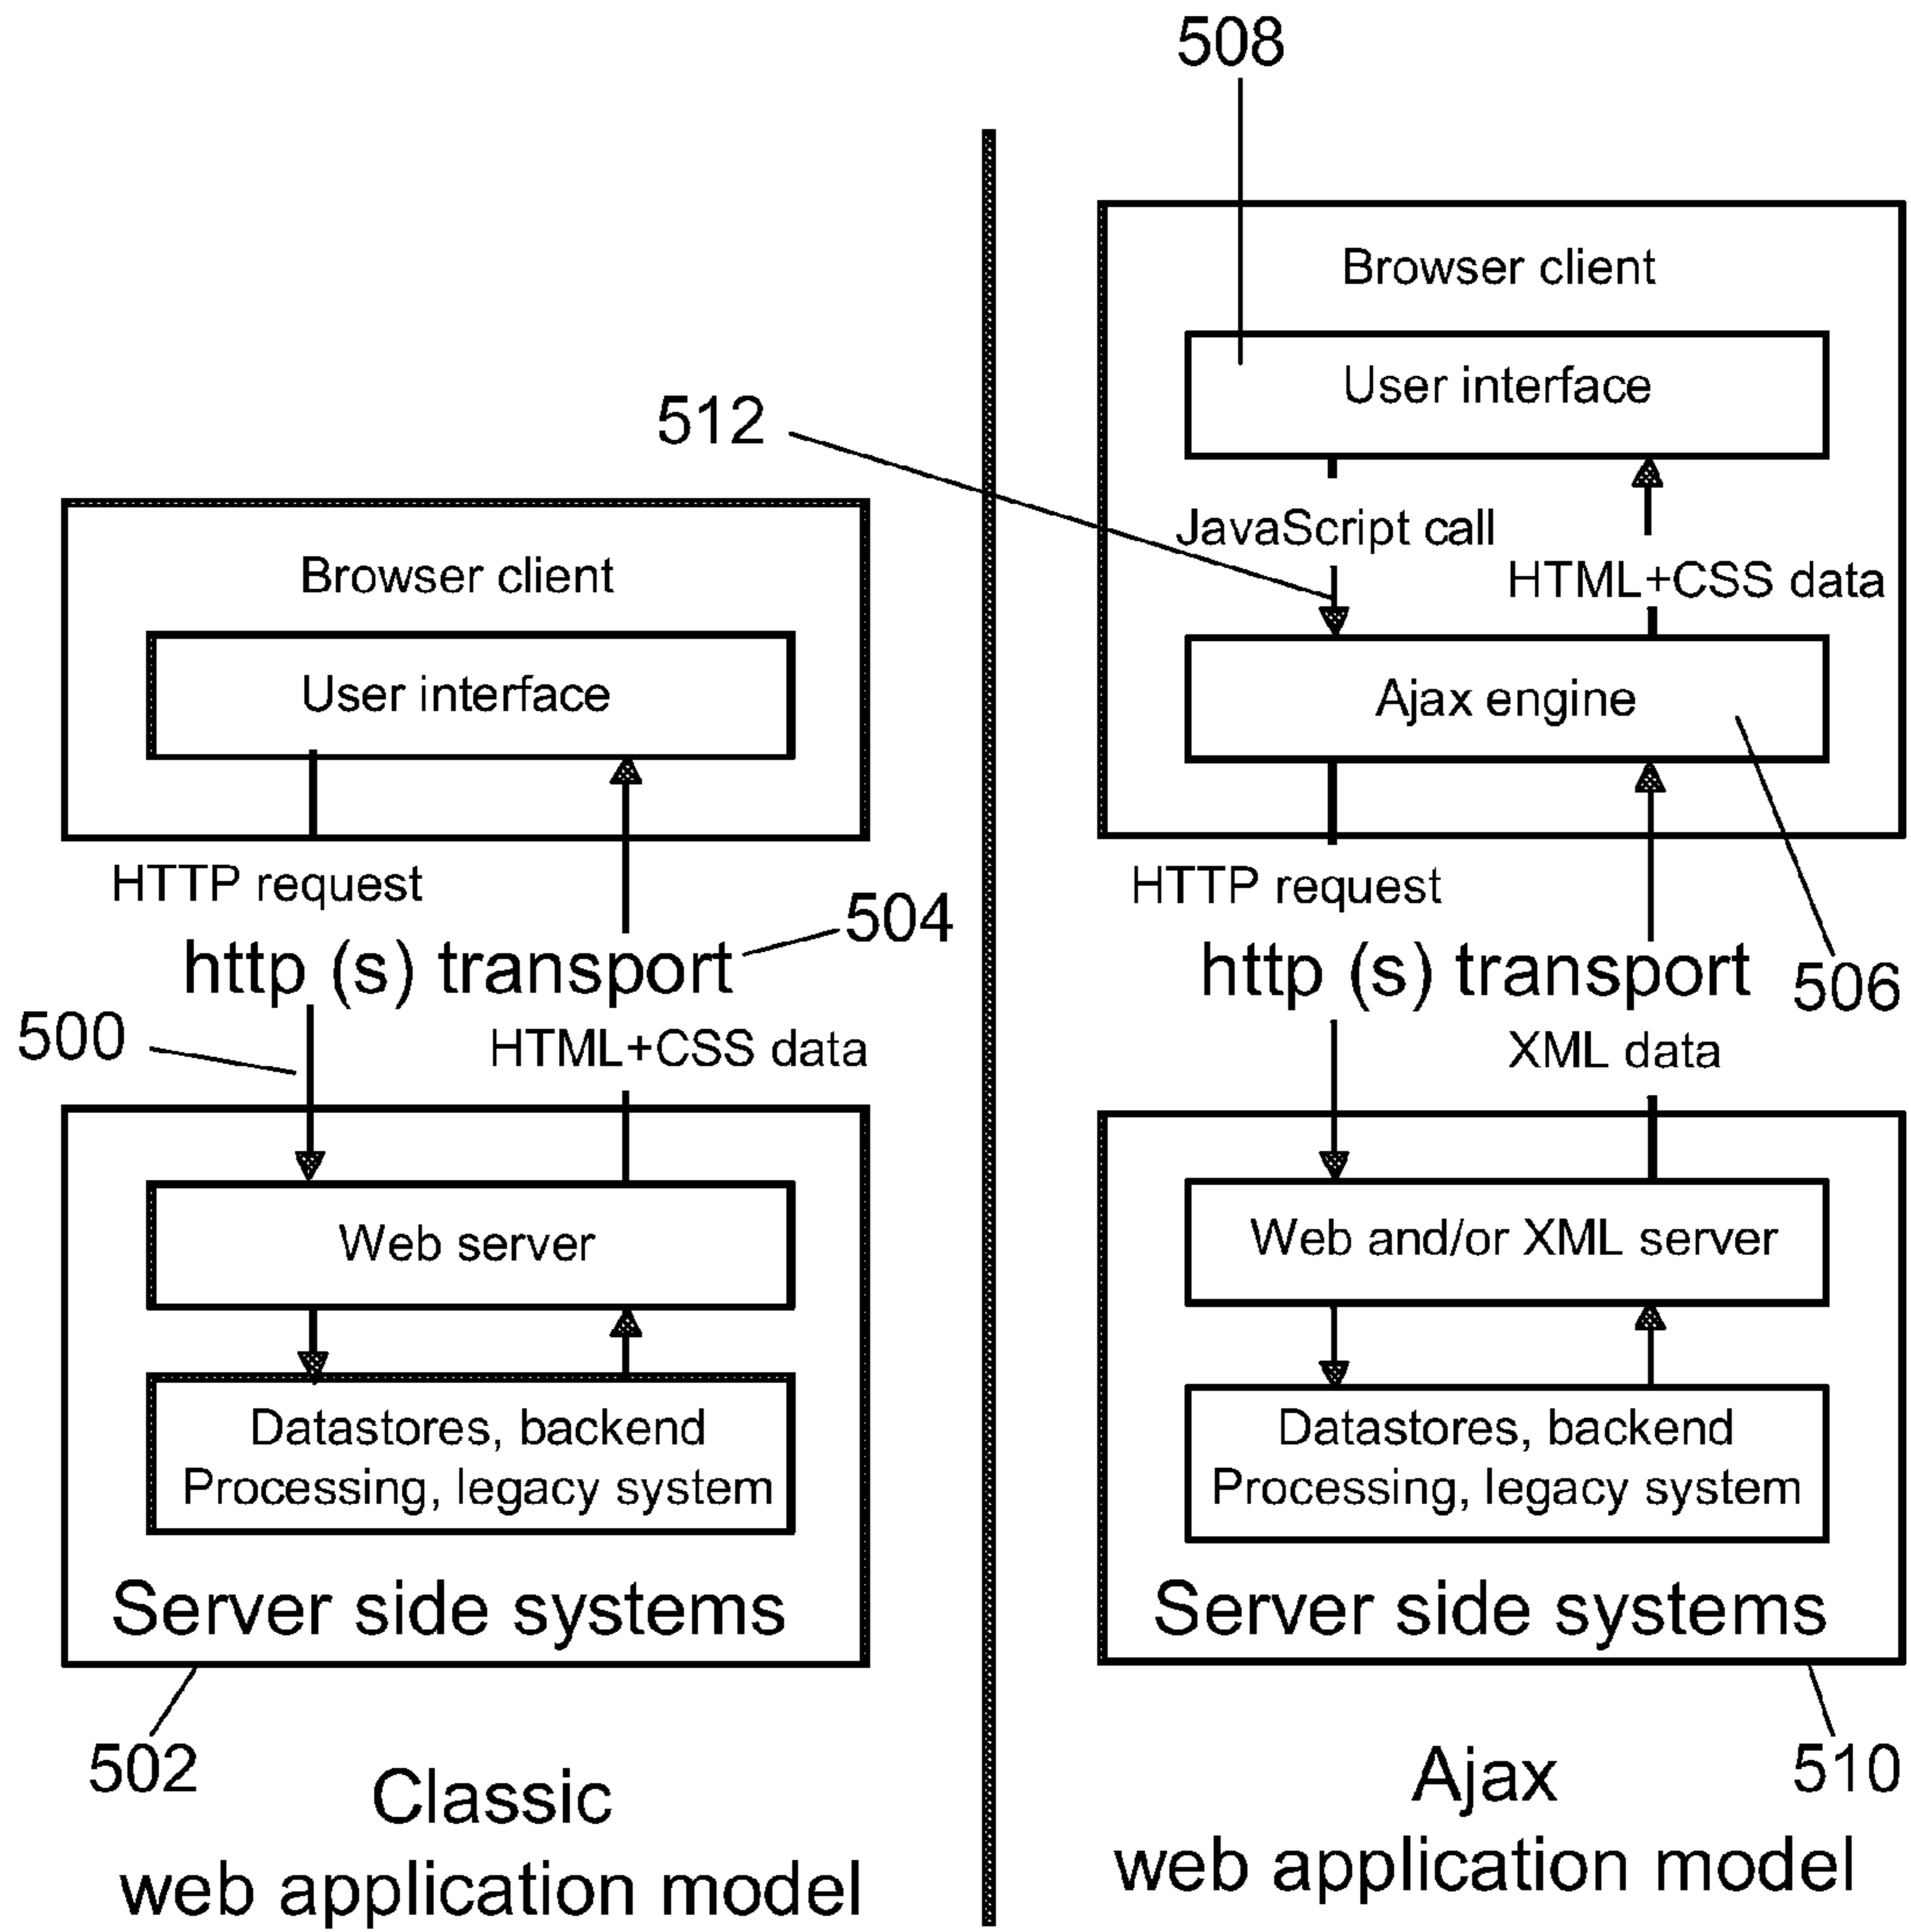 508
Browser client
User interface
512
JavaScript call
HTML+CSS data
Browser client
User interface
Ajax engine
HTTP request
504
http (s) transport
500
HTML+CSS data
HTTP request
http (s) transport
506
XML data
Web server
Datastores, backend
Processing, legacy system
Server side systems
502
Classic
web application model
Web and/or XML server
Datastores, backend
Processing, legacy system
Server side systems
510
Ajax
web application model